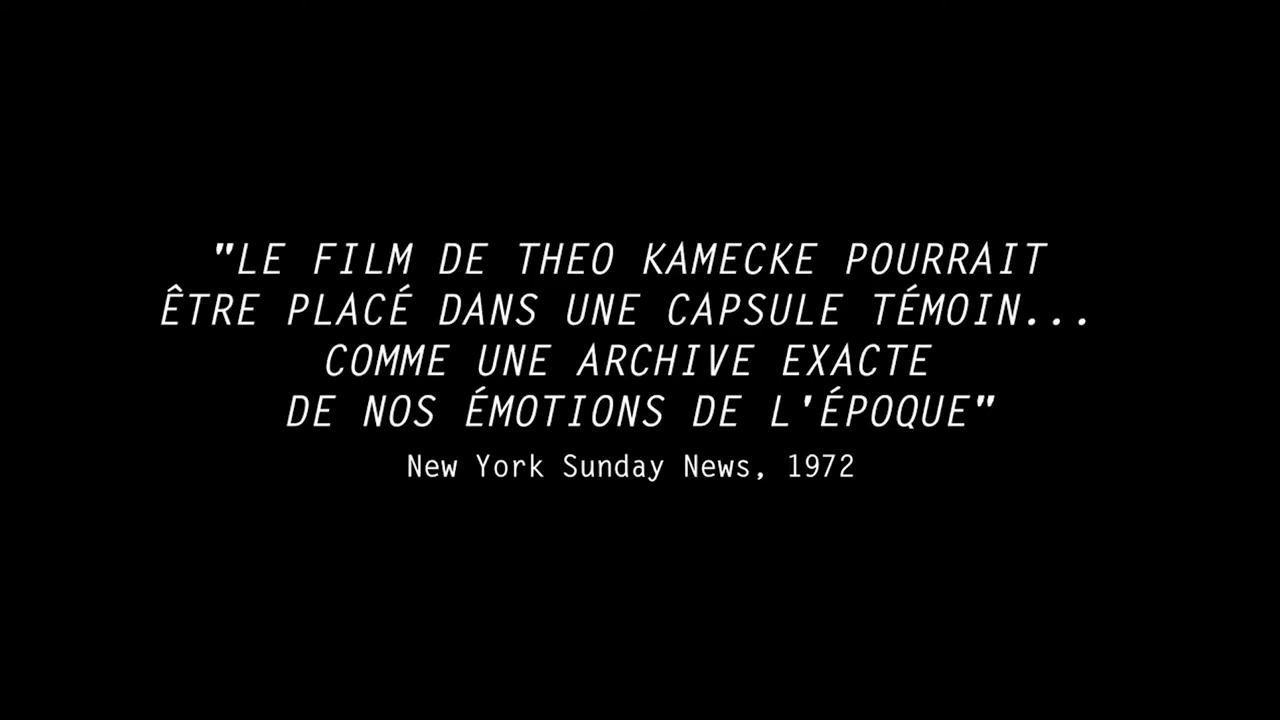 "LE FILM DE THEO KAMECKE POURRAIT
ÊTRE PLACÉ DANS UNE CAPSULE TÉMOIN...
COMME UNE ARCHIVE EXACTE
DE NOS ÉMOTIONS DE L'ÉPOQUE"
New York Sunday News, 1972